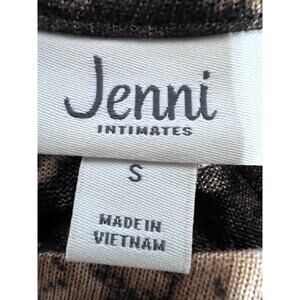 Jenni
INTIMATES
S
MADE IN
VIETNAM